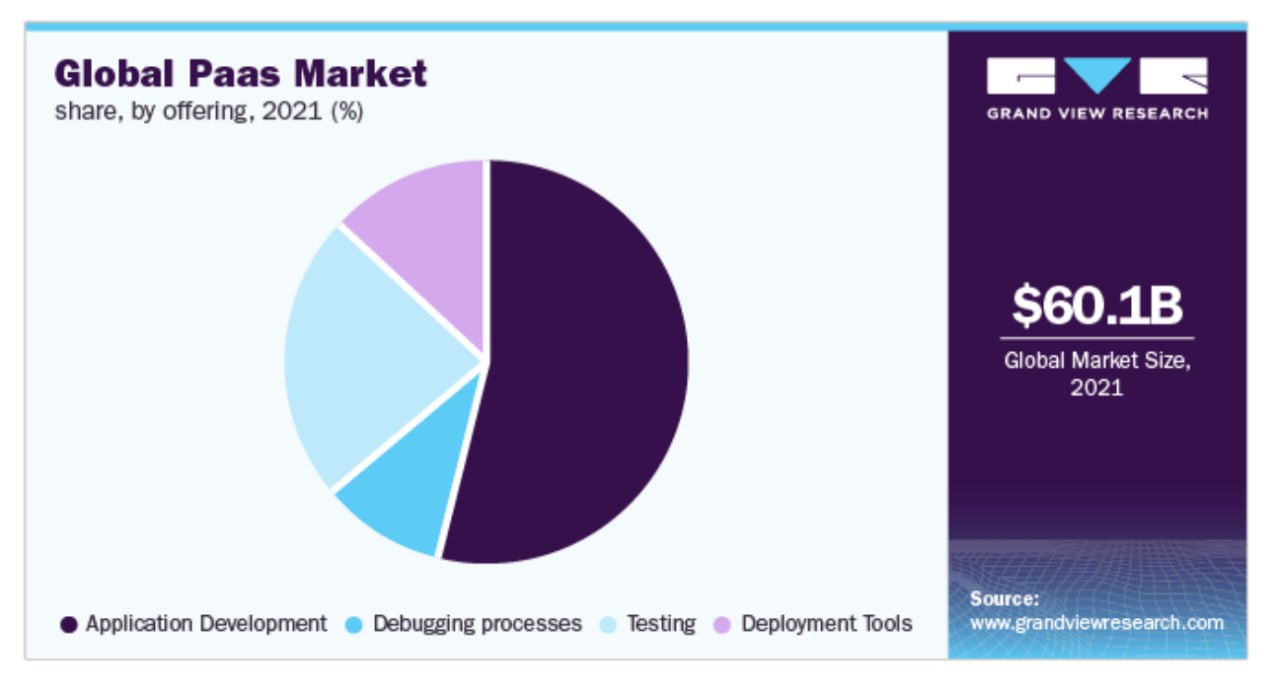 Global Paas Market
share, by offering, 2021 (%)
GRAND VIEW RESEARCH
$60.1B
Global Market Size,
2021
Application Development
Debugging processes
Testing
Deployment Tools
Source:
www.grandviewresearch.com